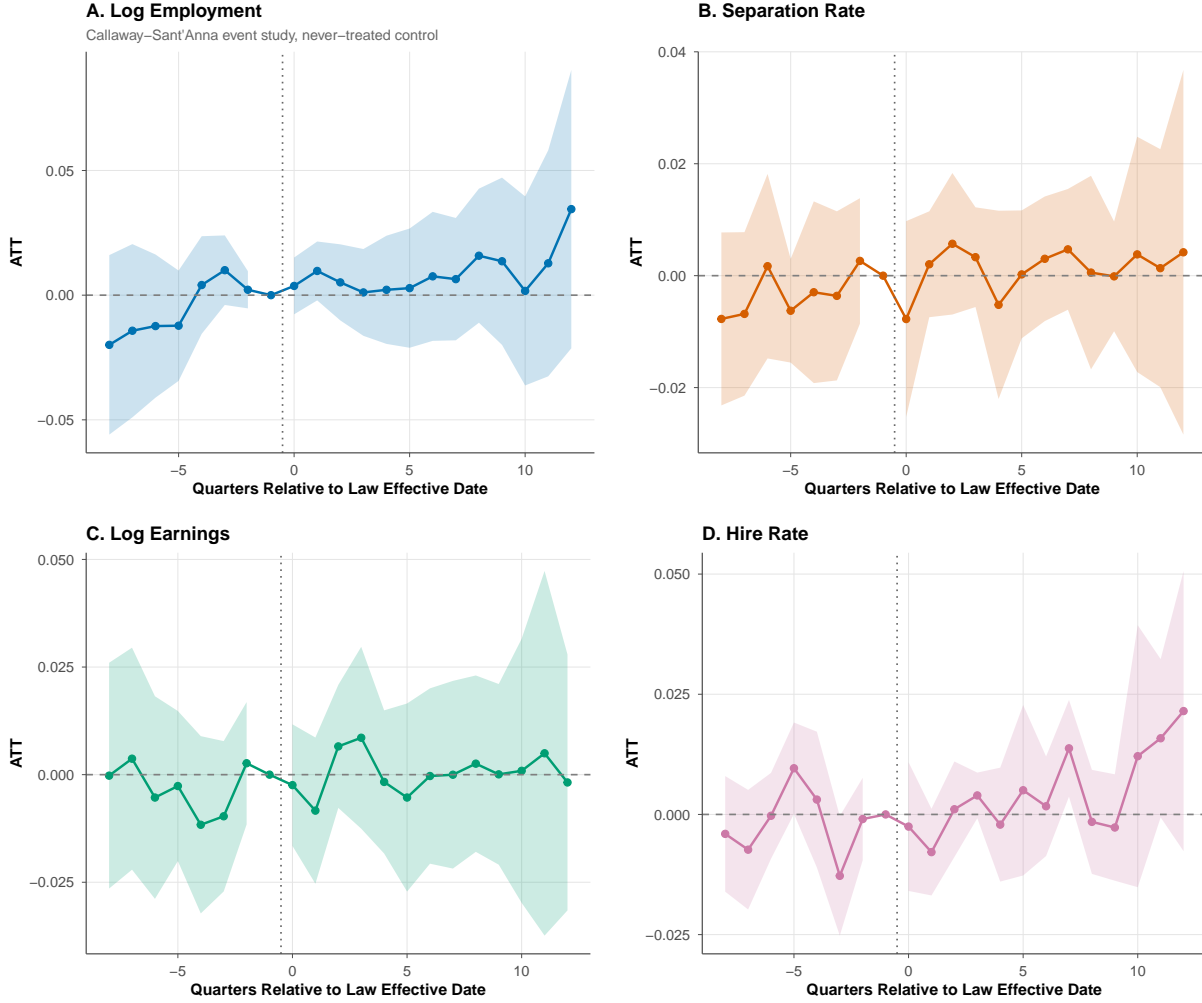 A. Log Employment
Callaway−Sant'Anna event study, never−treated control
0.05
0.00
−0.05
ATT
−5
0
5
10
Quarters Relative to Law Effective Date
B. Separation Rate
0.04
0.02
0.00
−0.02
ATT
−5
0
5
10
Quarters Relative to Law Effective Date
C. Log Earnings
0.050
0.025
0.000
−0.025
ATT
−5
0
5
10
Quarters Relative to Law Effective Date
D. Hire Rate
0.050
0.025
0.000
−0.025
ATT
−5
0
5
10
Quarters Relative to Law Effective Date